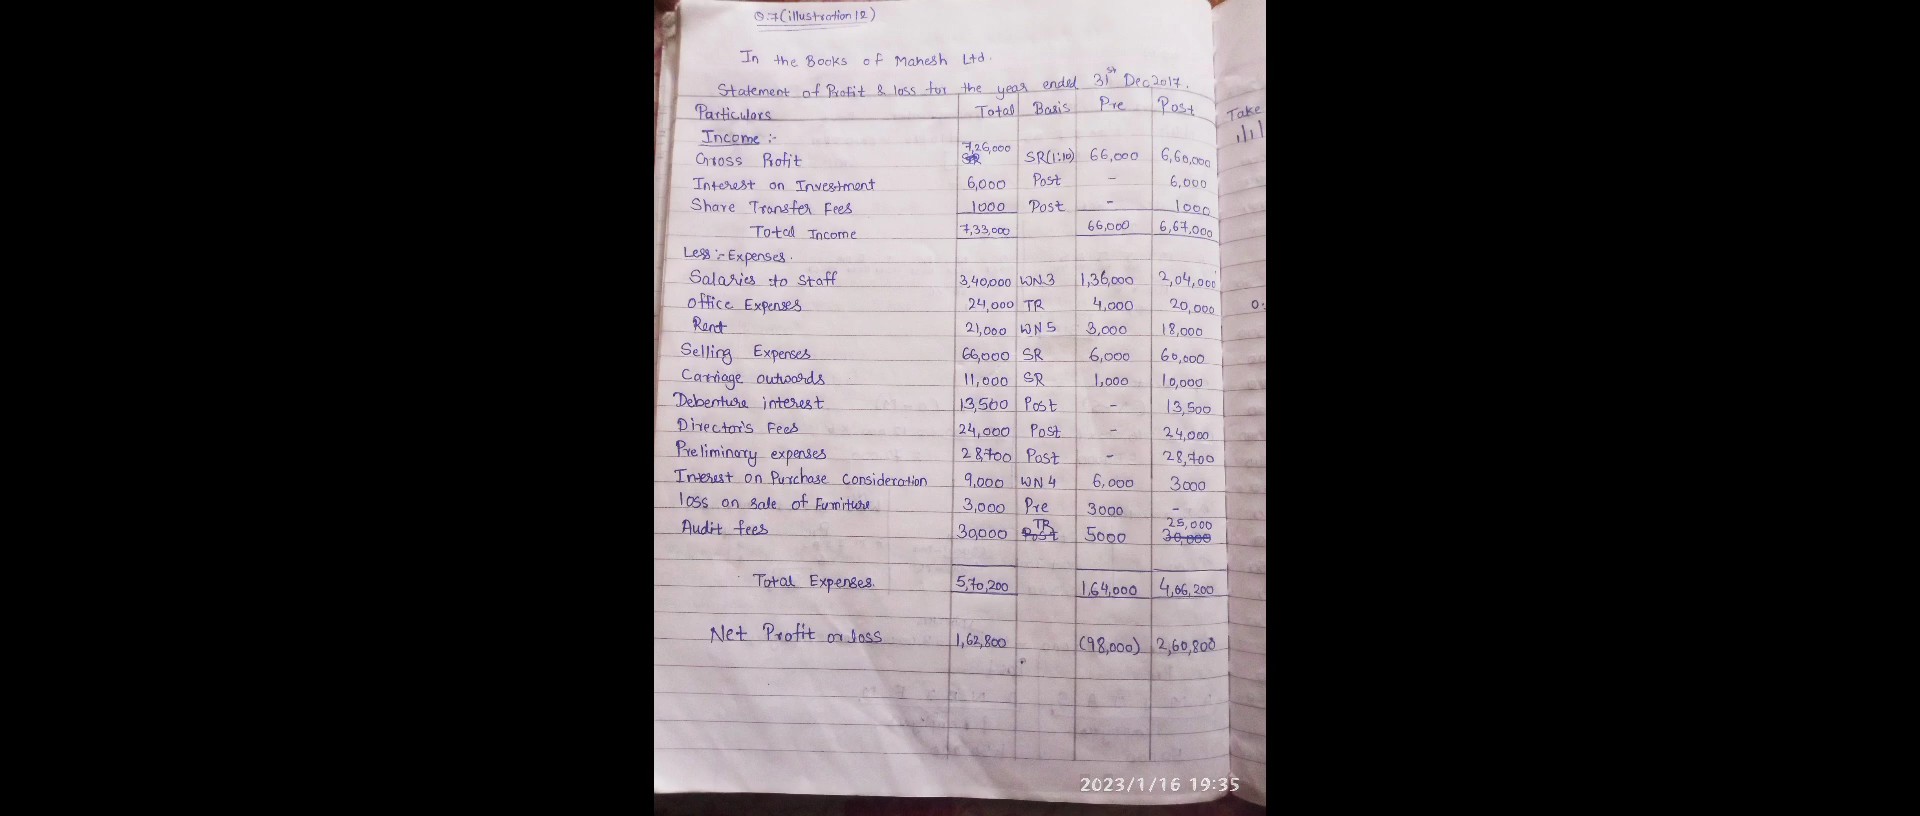 Q.7(illustration 12)
In the Books of Mahesh Ltd.
Statement of Profit & loss for the year ended 31st Dec 2017.
Particulars Total Basis Pre Post
Take
Income :-
Gross Profit 7,26,000 SR(1:10) 66,000 6,60,000
Interest on Investment 6,000 Post - 6,000
Share Transfer Fees 1000 Post - 1000
Total Income 7,33,000 66,000 6,67,000
Less :- Expenses.
Salaries to Staff 3,40,000 WN3 1,36,000 2,04,000
office Expenses 24,000 TR 4,000 20,000
Rent 21,000 WN5 3,000 18,000
Selling Expenses 66,000 SR 6,000 60,000
Carriage outwards 11,000 SR 1,000 10,000
Debenture interest 13,500 Post - 13,500
Director's Fees 24,000 Post - 24,000
Preliminary expenses 28,700 Post - 28,700
Interest on Purchase Consideration 9,000 WN4 6,000 3000
loss on sale of Furniture 3,000 Pre 3000 -
Audit fees 30,000 TR 5000 25,000
Total Expenses. 5,70,200 1,64,000 4,06,200
Net Profit or loss 1,62,800 (98,000) 2,60,800
2023/1/16 19:35